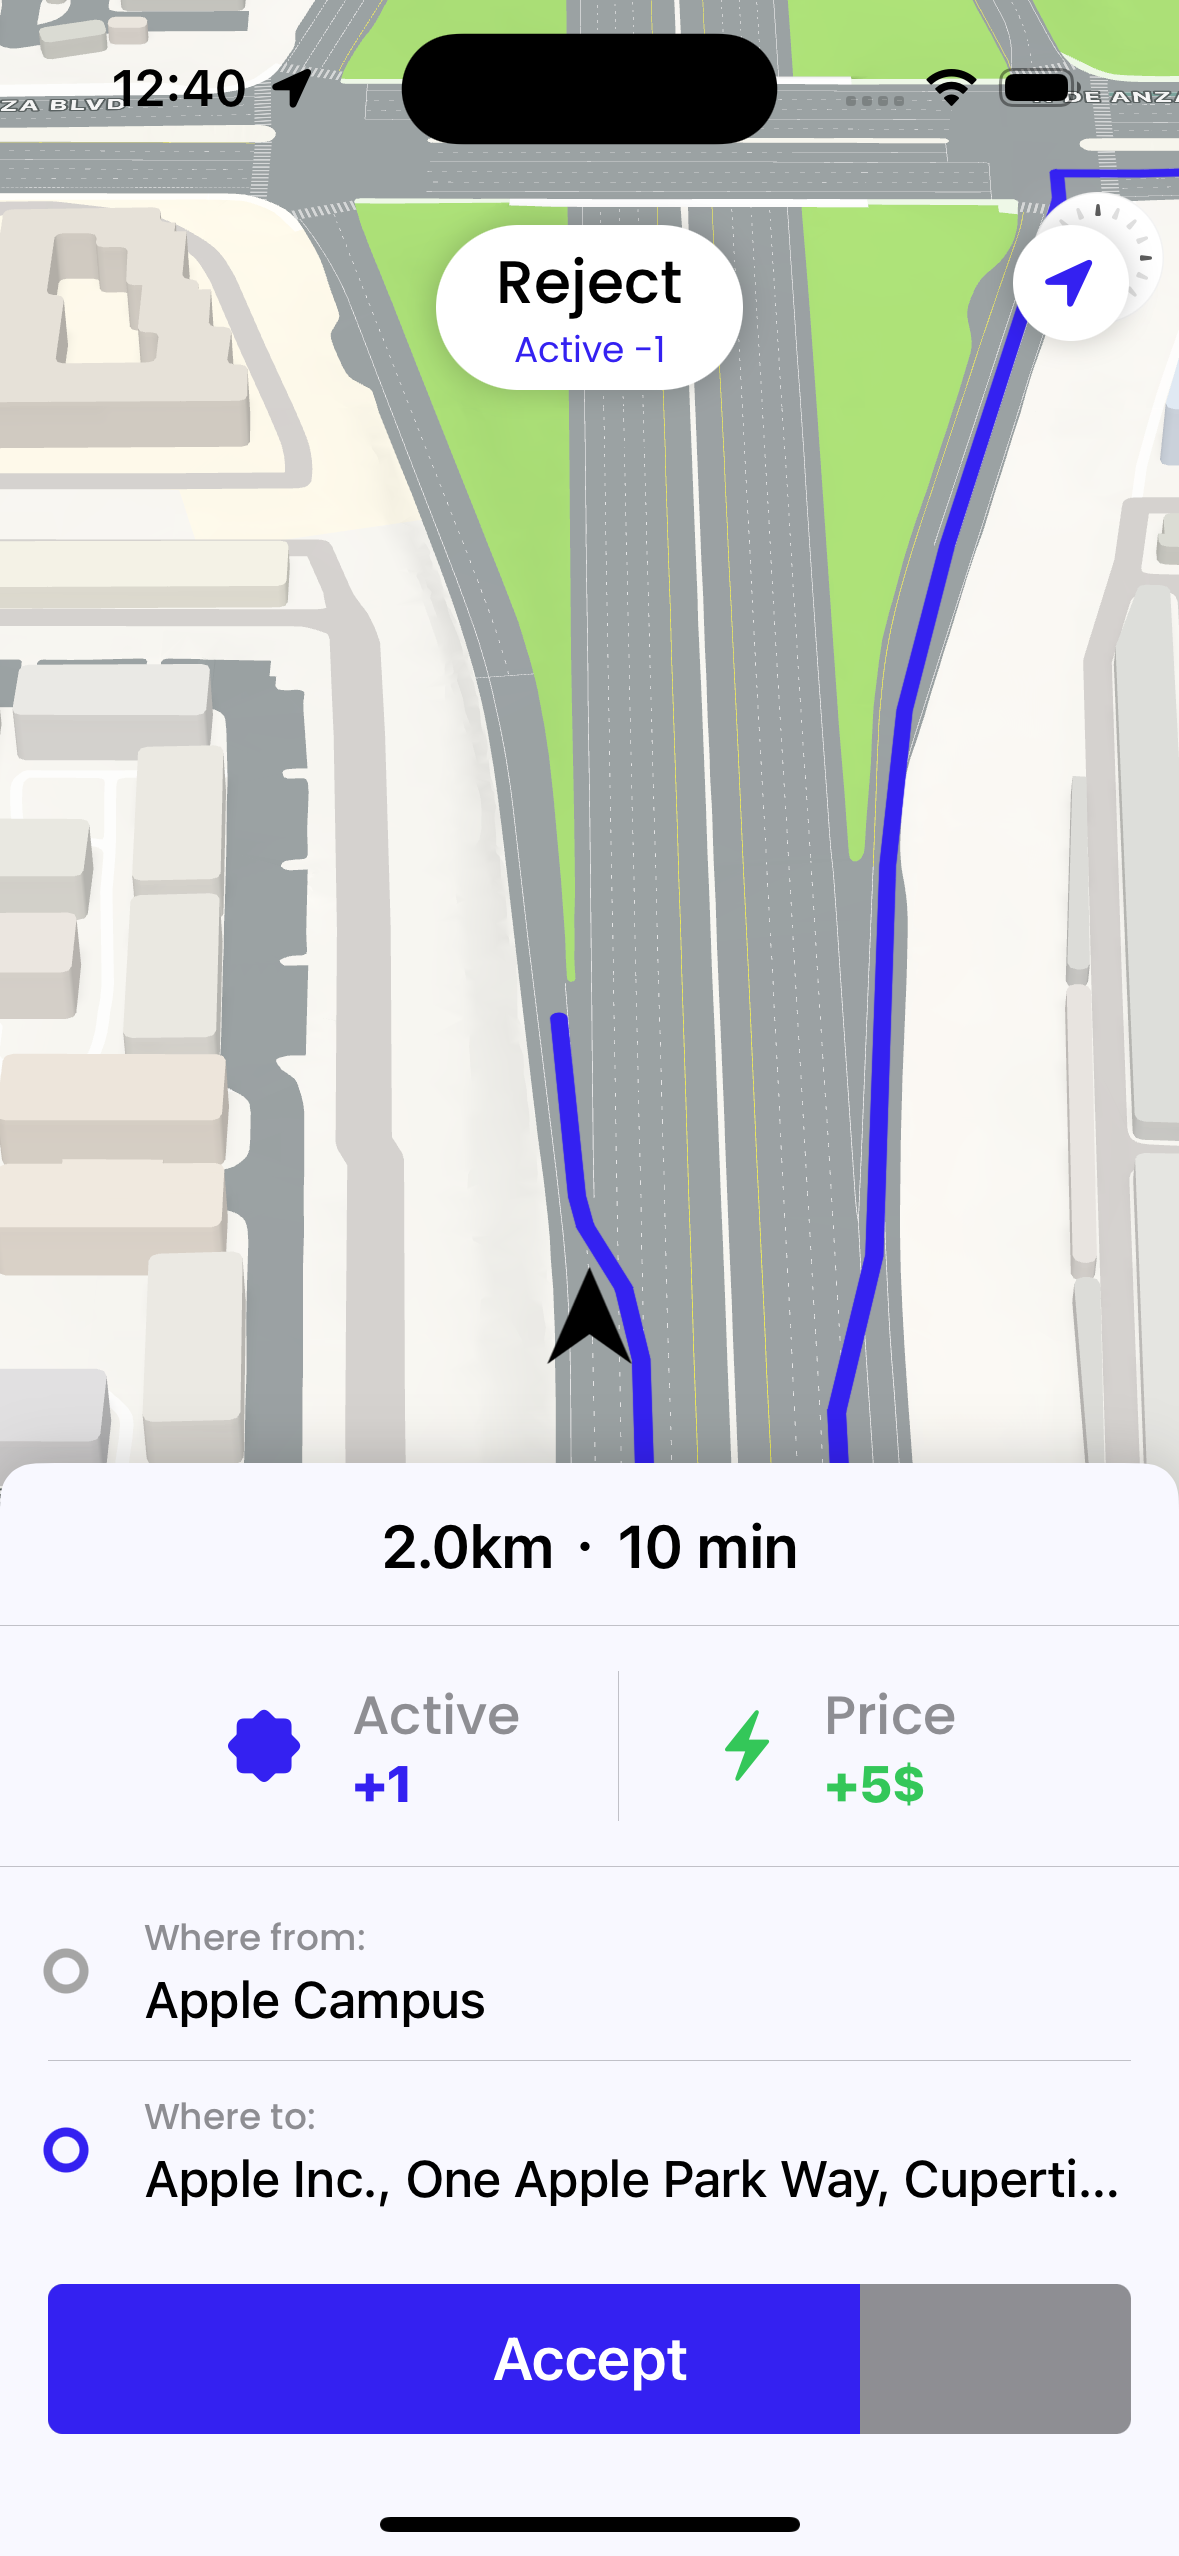 12:40
ZA BLVD
DE ANZA
Reject
Active -1
2.0km · 10 min
Active
+1
Price
+5$
Where from:
Apple Campus
Where to:
Apple Inc., One Apple Park Way, Cuperti...
Accept